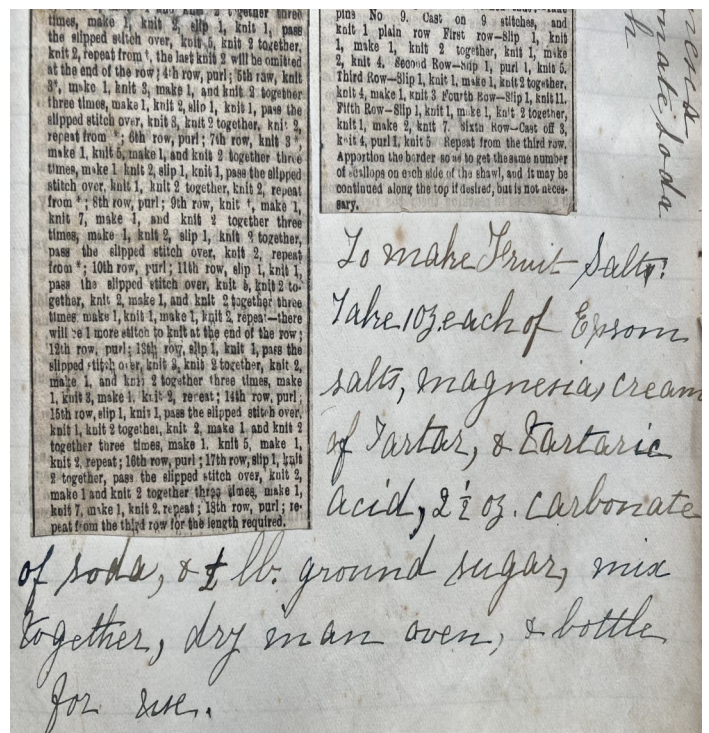 times, make 1, knit 2, slip 1, knit 1, pass
the slipped stitch over, knit 5, knit 2 together,
knit 2, repeat from *, the last knit 2 will be omitted
at the end of the row; 4th row, purl; 5th row, knit
3*, make 1, knit 3, make 1, and knit 2 together
three times, make 1, knit 2, slip 1, knit 1, pass the
slipped stitch over, knit 3, knit 2 together, knit 2,
repeat from *; 6th row, purl; 7th row, knit 3 *,
make 1, knit 5, make 1, and knit 2 together three
times, make 1 knit 2, slip 1, knit 1, pass the slipped
stitch over, knit 1, knit 2 together, knit 2, repeat
from *; 8th row, purl; 9th row, knit *, make 1,
knit 7, make 1, and knit 2 together three
times, make 1, knit 2, slip 1, knit 2 together,
pass the slipped stitch over, knit 2, repeat
from *; 10th row, purl; 11th row, slip 1, knit 1,
pass the slipped stitch over, knit 5, knit 2 to-
gether, knit 2, make 1, and knit 2 together three
times make 1, knit 3, make 1, knit 2, repeat—there
will be 1 more stitch to knit at the end of the row;
12th row, purl; 13th row, slip 1, knit 1, pass the
slipped stitch over, knit 3, knit 2 together, knit 2,
make 1, and knit 2 together three times, make
1, knit 3, make 1, knit 2, repeat; 14th row, purl;
15th row, slip 1, knit 1, pass the slipped stitch over,
knit 1, knit 2 together, knit 2, make 1, and knit 2
together three times, make 1, knit 5, make 1,
knit 2, repeat; 16th row, purl; 17th row, slip 1, knit
2 together, pass the slipped stitch over, knit 2,
make 1 and knit 2 together three times, make 1,
knit 7, make 1, knit 2, repeat; 18th row, purl; re-
peat from the third row for the length required.
pins No 9. Cast on 9 stitches, and
knit 1 plain row First row—Slip 1, knit
1, make 1, knit 2 together, knit 1, make
2, knit 4. Second Row—Slip 1, purl 1, knit 5.
Third Row—Slip 1, knit 1, make 1, knit 2 together,
knit 4, make 1, knit 3 Fourth Row—Slip 1, knit 11.
Fifth Row—Slip 1, knit 1, make 1, knit 2 together,
knit 1, make 2, knit 7. Sixth Row—Cast off 3,
knit 4, purl 1, knit 5 Repeat from the third row.
Apportion the border so as to get the same number
of scallops on each side of the shawl, and it may be
continued along the top if desired, but is not neces-
sary.
To make Fruit Salts.
Take 1 oz. each of Epsom
salts, magnesia, cream
of Tartar, & tartaric
acid, 2½ oz. carbonate
of soda, & ½ lb. ground sugar, mix
together, dry in an oven, & bottle
for use.
soda